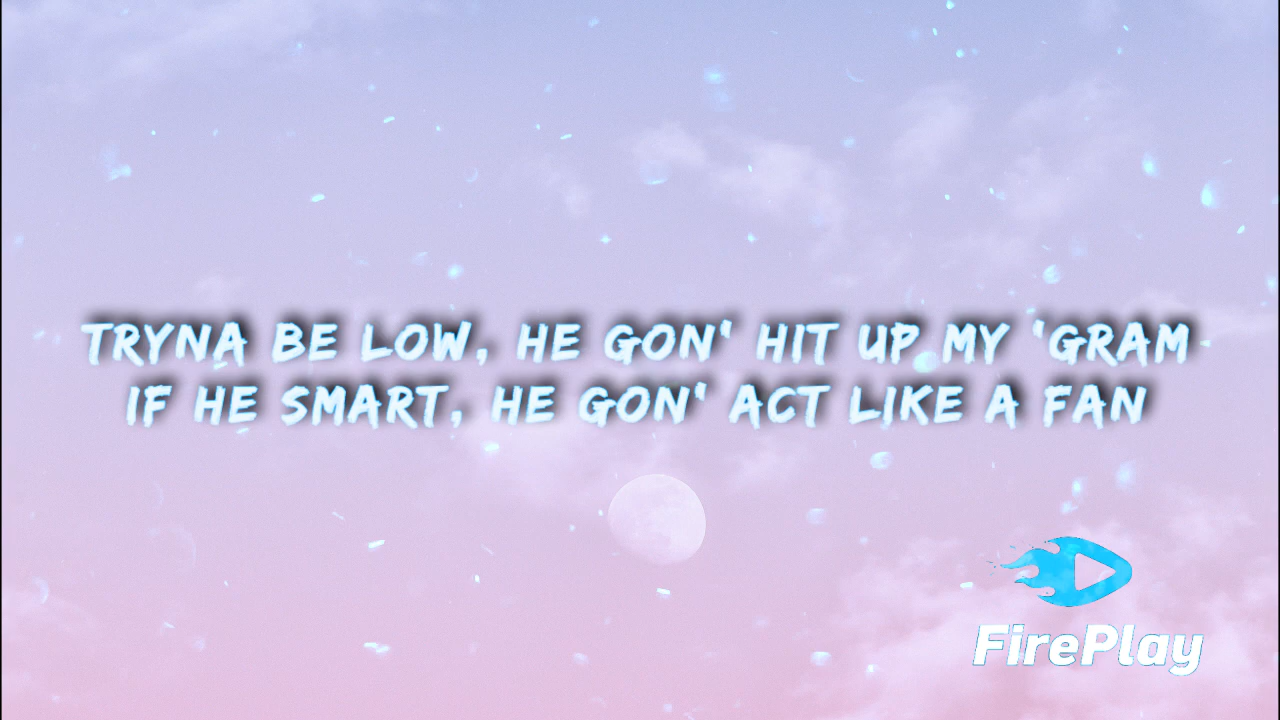 TRYNA BE LOW, HE GON' HIT UP MY 'GRAM
IF HE SMART, HE GON' ACT LIKE A FAN
FirePlay